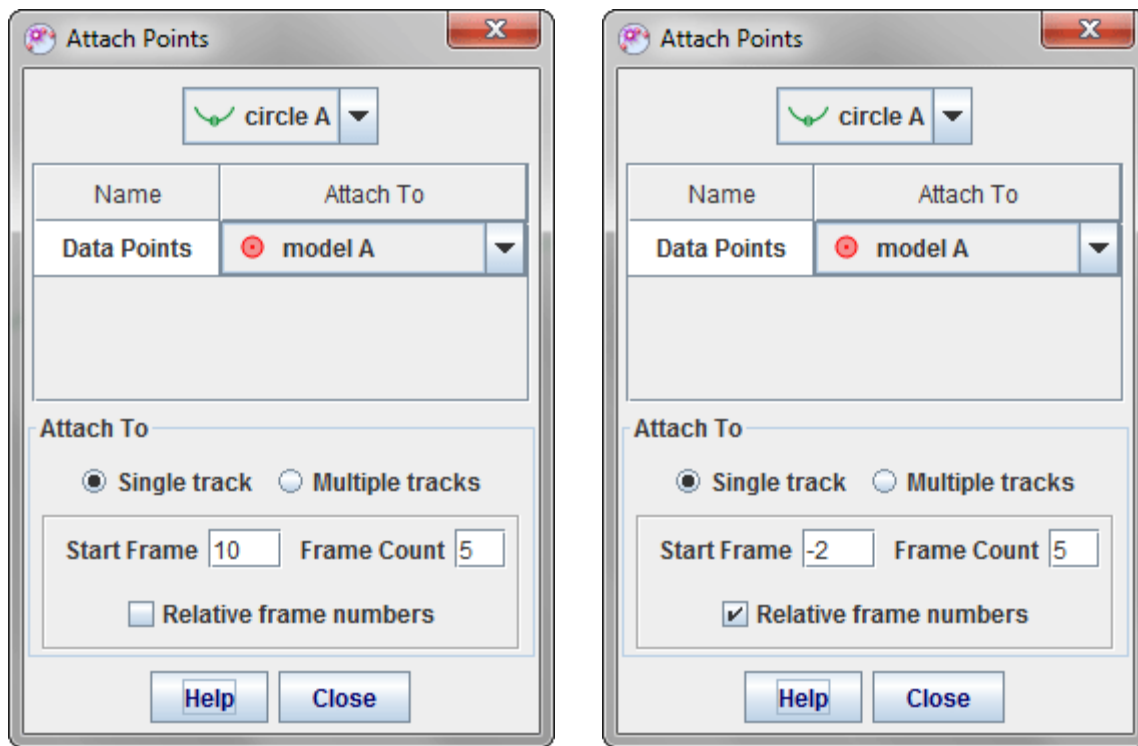 Attach Points
circle A
Name Attach To
Data Points model A
Attach To
Single track Multiple tracks
Start Frame 10 Frame Count 5
Relative frame numbers
Help Close
Attach Points
circle A
Name Attach To
Data Points model A
Attach To
Single track Multiple tracks
Start Frame -2 Frame Count 5
Relative frame numbers
Help Close